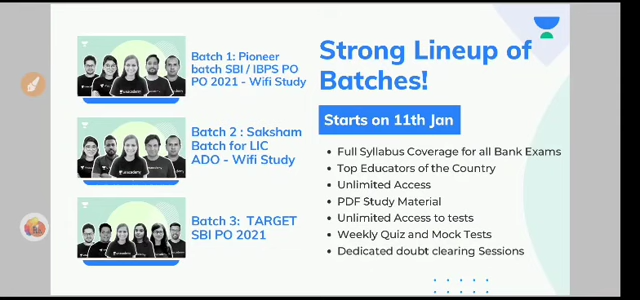 Strong Lineup of
Batches!
Starts on 11th Jan
Batch 1: Pioneer
batch SBI / IBPS PO
PO 2021 - Wifi Study
Batch 2 : Saksham
Batch for LIC
ADO - Wifi Study
Batch 3: TARGET
SBI PO 2021
• Full Syllabus Coverage for all Bank Exams
• Top Educators of the Country
• Unlimited Access
• PDF Study Material
• Unlimited Access to tests
• Weekly Quiz and Mock Tests
• Dedicated doubt clearing Sessions